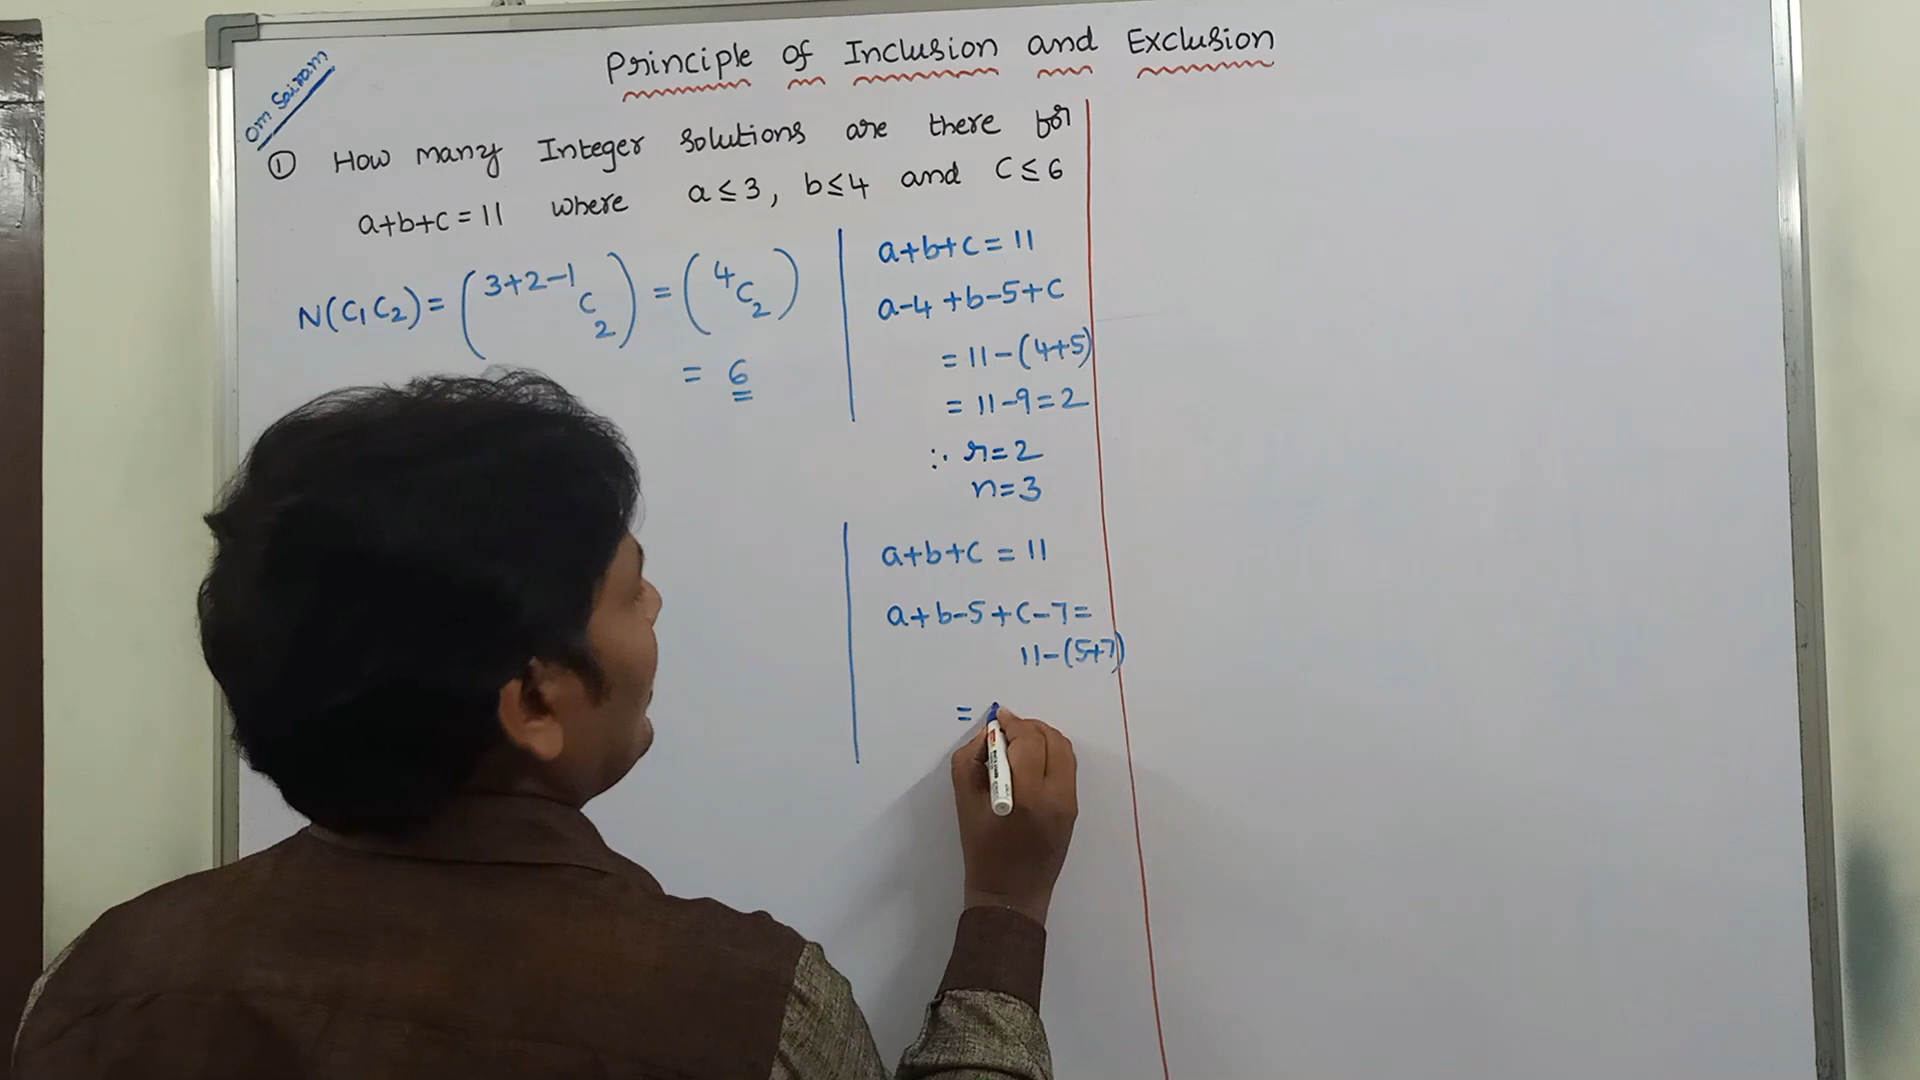 Principle of Inclusion and Exclusion
Om Sairam
① How many Integer solutions are there for
a+b+c = 11 where a ≤ 3, b ≤ 4 and c ≤ 6
N(C₁C₂) = (³⁺²⁻¹C₂) = (⁴C₂)
= 6
a+b+c = 11
a-4+b-5+c
= 11-(4+5)
= 11-9=2
∴ r=2
n=3
a+b+c = 11
a+b-5+c-7=
11-(5+7)
=